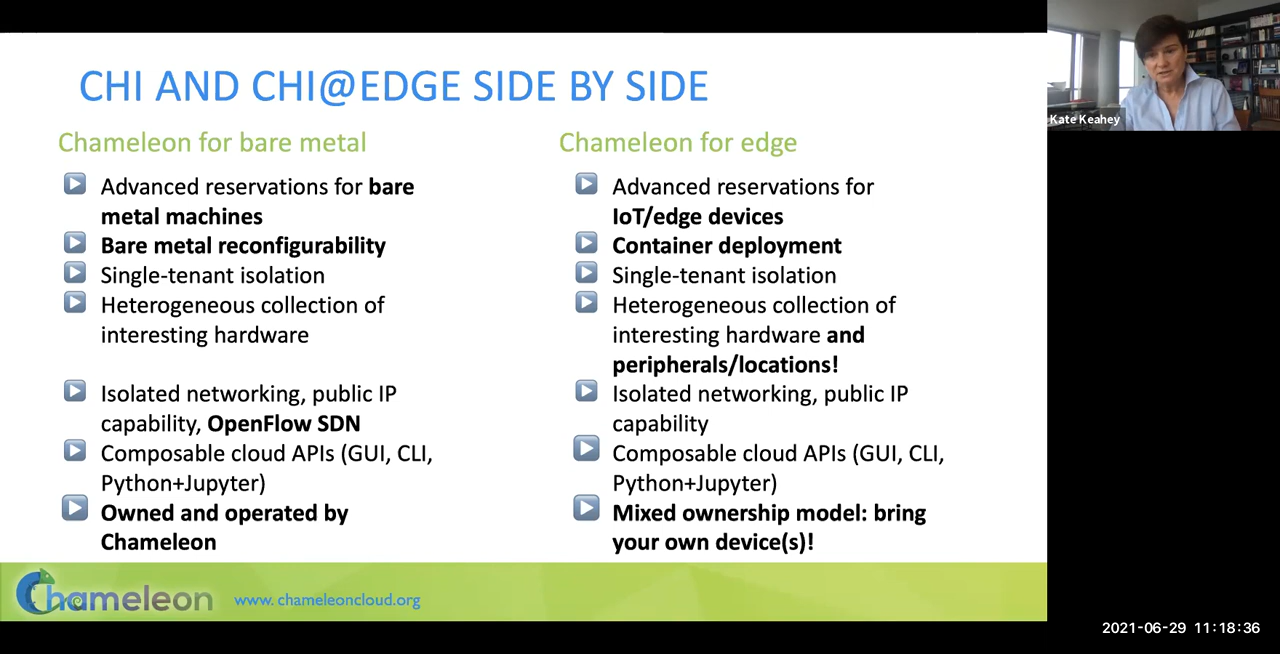 CHI AND CHI@EDGE SIDE BY SIDE
Chameleon for bare metal
Advanced reservations for bare
metal machines
Bare metal reconfigurability
Single-tenant isolation
Heterogeneous collection of
interesting hardware
Isolated networking, public IP
capability, OpenFlow SDN
Composable cloud APIs (GUI, CLI,
Python+Jupyter)
Owned and operated by
Chameleon
Chameleon for edge
Advanced reservations for
IoT/edge devices
Container deployment
Single-tenant isolation
Heterogeneous collection of
interesting hardware and
peripherals/locations!
Isolated networking, public IP
capability
Composable cloud APIs (GUI, CLI,
Python+Jupyter)
Mixed ownership model: bring
your own device(s)!
Chameleon
www. chameleoncloud.org
Kate Keahey
2021-06-29 11:18:36